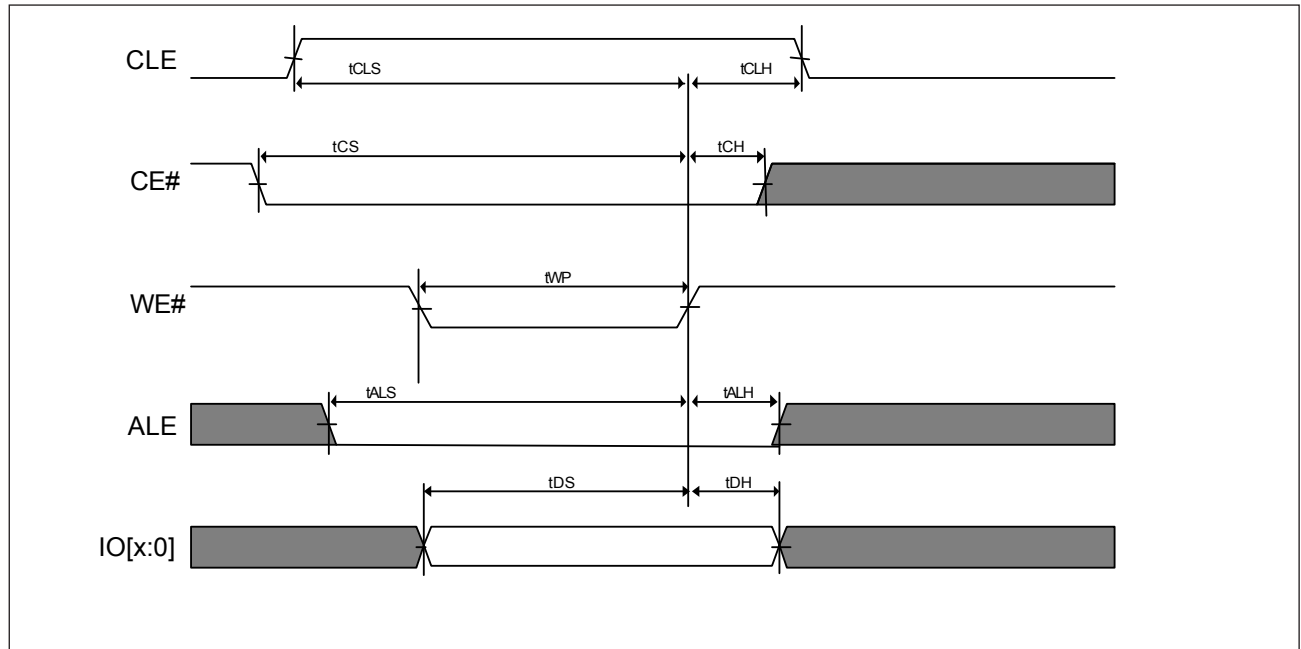 CLE
tCLS
tCLH
tCS
tCH
CE#
tWP
WE#
tALS
tALH
ALE
tDS
tDH
IO[x:0]